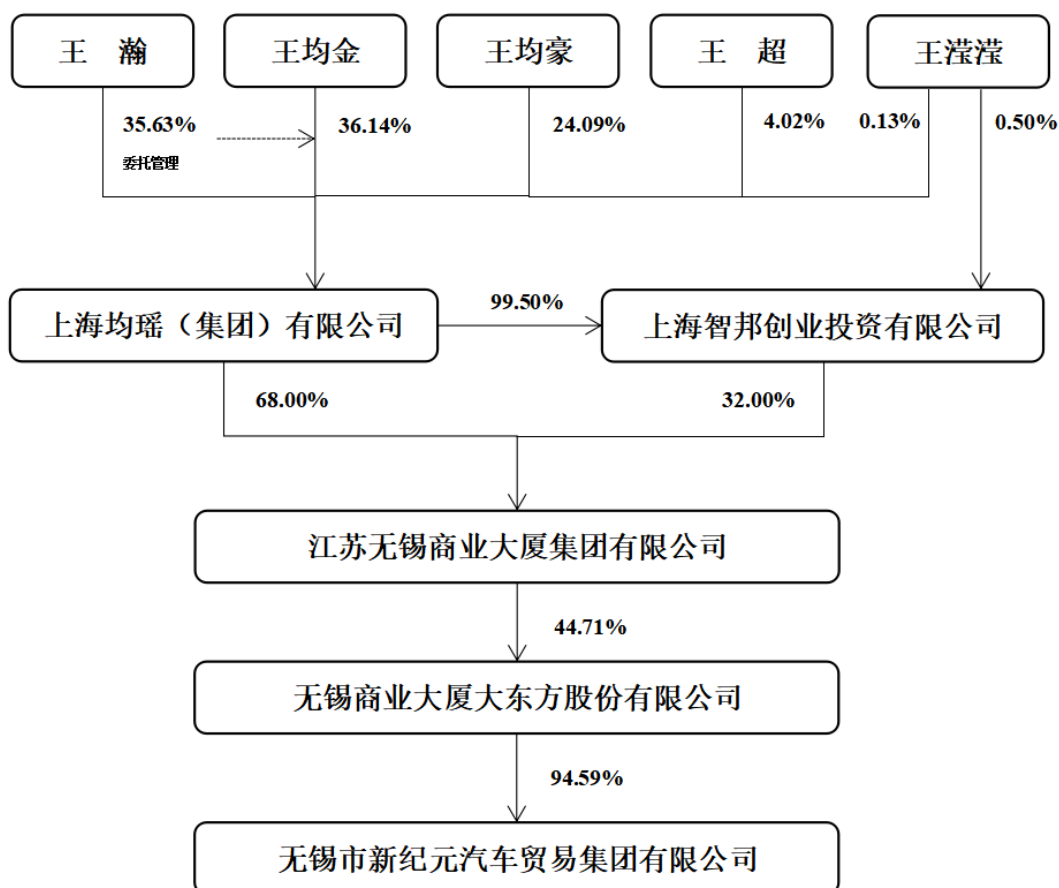 王　瀚
王均金
王均豪
王　超
王滢滢
35.63%
36.14%
24.09%
4.02%
0.13%
0.50%
委托管理
上海均瑶（集团）有限公司
99.50%
上海智邦创业投资有限公司
68.00%
32.00%
江苏无锡商业大厦集团有限公司
44.71%
无锡商业大厦大东方股份有限公司
94.59%
无锡市新纪元汽车贸易集团有限公司